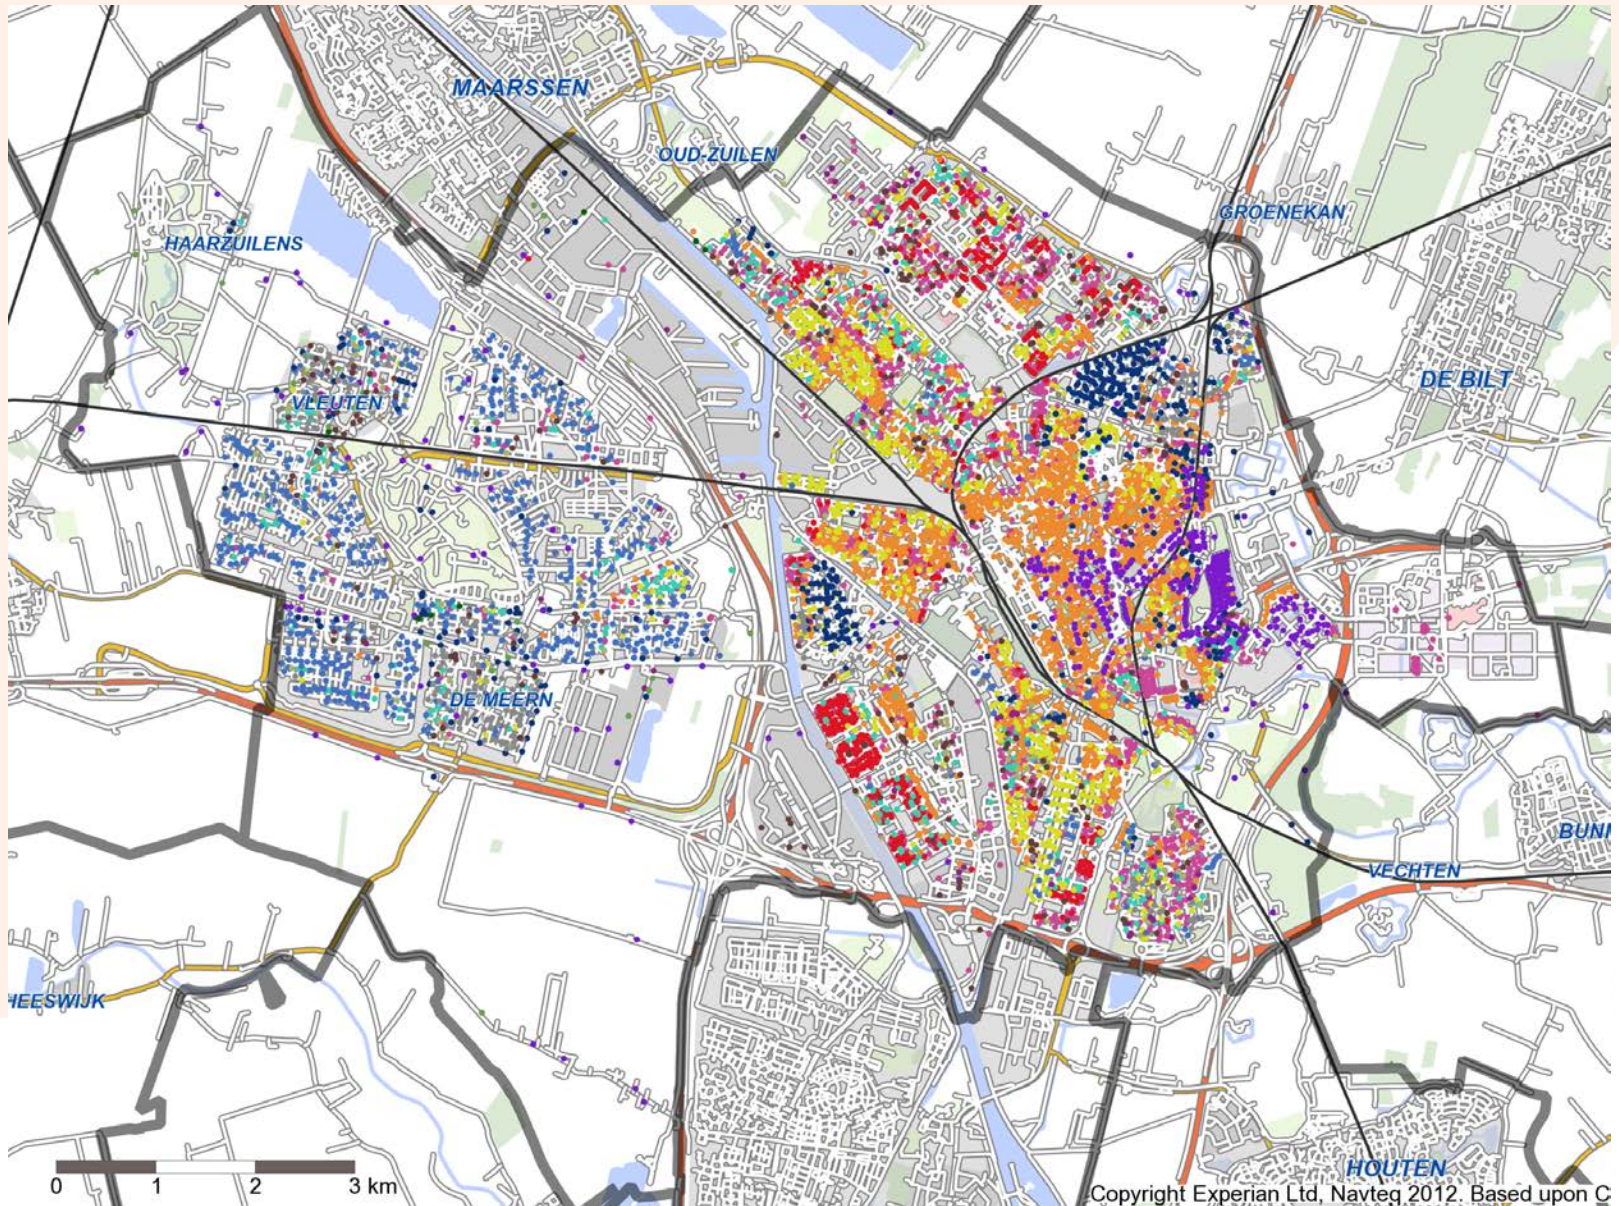 MAARSSEN
OUD-ZUILEN
GROENEKAN
HAARZUILENS
DE BILT
VLEUTEN
DE MEERN
BUNN
VECHTEN
HEESWIJK
HOUTEN
0 1 2 3 km
Copyright Experian Ltd, Navteq 2012. Based upon C